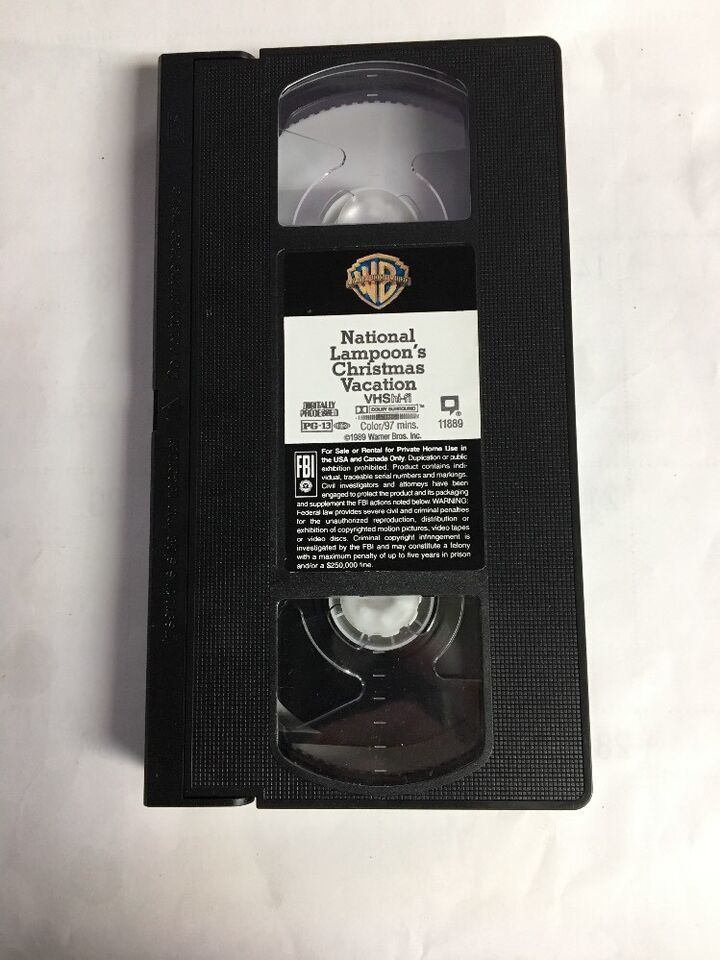 WB
National
Lampoon's
Christmas
Vacation
VHS hi-fi
DIGITALLY
PROCESSED
DOLBY SURROUND
PG-13
Color/97 mins.
11889
©1989 Warner Bros. Inc.
FBI
For Sale or Rental for Private Home Use in
the USA and Canada Only. Duplication or public
exhibition prohibited. Product contains indi-
vidual, traceable serial numbers and markings.
Civil investigators and attorneys have been
engaged to protect the product and its packaging
and supplement the FBI actions noted below. WARNING:
Federal law provides severe civil and criminal penalties
for the unauthorized reproduction, distribution or
exhibition of copyrighted motion pictures, video tapes
or video discs. Criminal copyright infringement is
investigated by the FBI and may constitute a felony
with a maximum penalty of up to five years in prison
and/or a $250,000 fine.